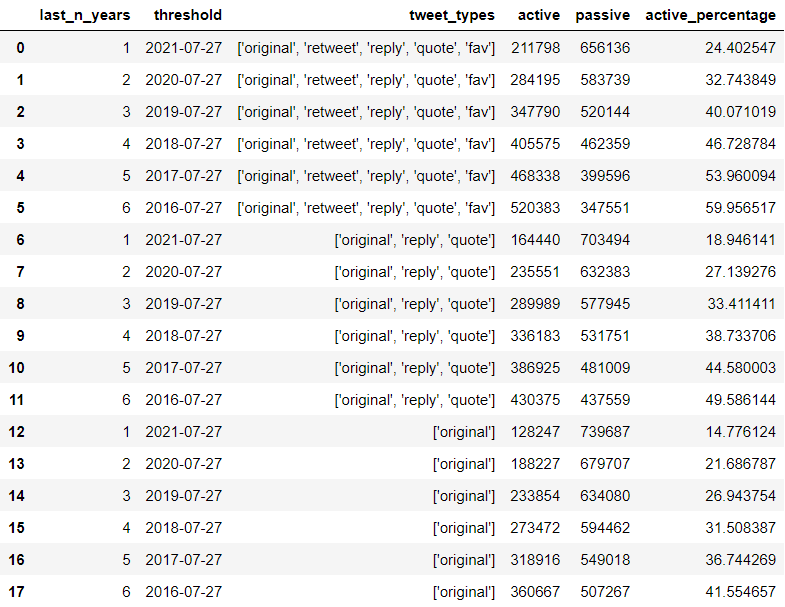 last_n_years threshold tweet_types active passive active_percentage
0 1 2021-07-27 ['original', 'retweet', 'reply', 'quote', 'fav'] 211798 656136 24.402547
1 2 2020-07-27 ['original', 'retweet', 'reply', 'quote', 'fav'] 284195 583739 32.743849
2 3 2019-07-27 ['original', 'retweet', 'reply', 'quote', 'fav'] 347790 520144 40.071019
3 4 2018-07-27 ['original', 'retweet', 'reply', 'quote', 'fav'] 405575 462359 46.728784
4 5 2017-07-27 ['original', 'retweet', 'reply', 'quote', 'fav'] 468338 399596 53.960094
5 6 2016-07-27 ['original', 'retweet', 'reply', 'quote', 'fav'] 520383 347551 59.956517
6 1 2021-07-27 ['original', 'reply', 'quote'] 164440 703494 18.946141
7 2 2020-07-27 ['original', 'reply', 'quote'] 235551 632383 27.139276
8 3 2019-07-27 ['original', 'reply', 'quote'] 289989 577945 33.411411
9 4 2018-07-27 ['original', 'reply', 'quote'] 336183 531751 38.733706
10 5 2017-07-27 ['original', 'reply', 'quote'] 386925 481009 44.580003
11 6 2016-07-27 ['original', 'reply', 'quote'] 430375 437559 49.586144
12 1 2021-07-27 ['original'] 128247 739687 14.776124
13 2 2020-07-27 ['original'] 188227 679707 21.686787
14 3 2019-07-27 ['original'] 233854 634080 26.943754
15 4 2018-07-27 ['original'] 273472 594462 31.508387
16 5 2017-07-27 ['original'] 318916 549018 36.744269
17 6 2016-07-27 ['original'] 360667 507267 41.554657